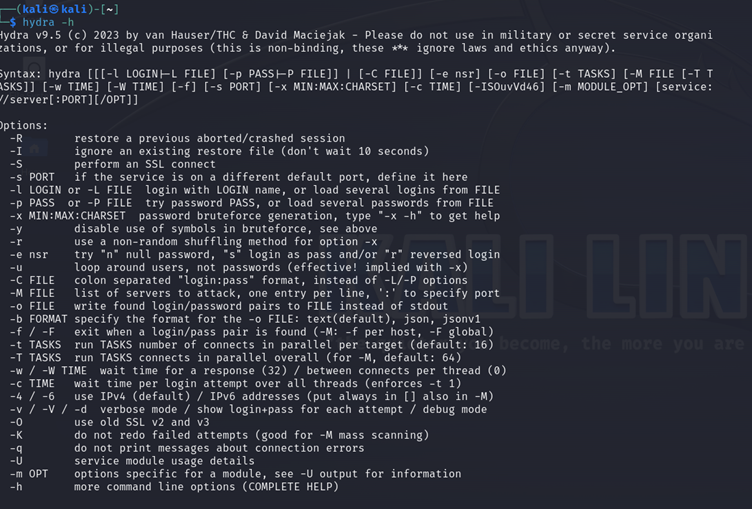 (kali㉿kali)-[~]
$ hydra -h
Hydra v9.5 (c) 2023 by van Hauser/THC & David Maciejak - Please do not use in military or secret service organi
zations, or for illegal purposes (this is non-binding, these *** ignore laws and ethics anyway).

Syntax: hydra [[[-l LOGIN|-L FILE] [-p PASS|-P FILE]] | [-C FILE]] [-e nsr] [-o FILE] [-t TASKS] [-M FILE [-T T
ASKS]] [-w TIME] [-W TIME] [-f] [-s PORT] [-x MIN:MAX:CHARSET] [-c TIME] [-ISOuvVd46] [-m MODULE_OPT] [service:
//server[:PORT][/OPT]]

Options:
  -R        restore a previous aborted/crashed session
  -I        ignore an existing restore file (don't wait 10 seconds)
  -S        perform an SSL connect
  -s PORT   if the service is on a different default port, define it here
  -l LOGIN or -L FILE  login with LOGIN name, or load several logins from FILE
  -p PASS  or -P FILE  try password PASS, or load several passwords from FILE
  -x MIN:MAX:CHARSET  password bruteforce generation, type "-x -h" to get help
  -y        disable use of symbols in bruteforce, see above
  -r        use a non-random shuffling method for option -x
  -e nsr    try "n" null password, "s" login as pass and/or "r" reversed login
  -u        loop around users, not passwords (effective! implied with -x)
  -C FILE   colon separated "login:pass" format, instead of -L/-P options
  -M FILE   list of servers to attack, one entry per line, ':' to specify port
  -o FILE   write found login/password pairs to FILE instead of stdout
  -b FORMAT specify the format for the -o FILE: text(default), json, jsonv1
  -f / -F   exit when a login/pass pair is found (-M: -f per host, -F global)
  -t TASKS  run TASKS number of connects in parallel per target (default: 16)
  -T TASKS  run TASKS connects in parallel overall (for -M, default: 64)
  -w / -W TIME  wait time for a response (32) / between connects per thread (0)
  -c TIME   wait time per login attempt over all threads (enforces -t 1)
  -4 / -6   use IPv4 (default) / IPv6 addresses (put always in [] also in -M)
  -v / -V / -d  verbose mode / show login+pass for each attempt / debug mode
  -O        use old SSL v2 and v3
  -K        do not redo failed attempts (good for -M mass scanning)
  -q        do not print messages about connection errors
  -U        service module usage details
  -m OPT    options specific for a module, see -U output for information
  -h        more command line options (COMPLETE HELP)
KALI LIN
become, the more you are